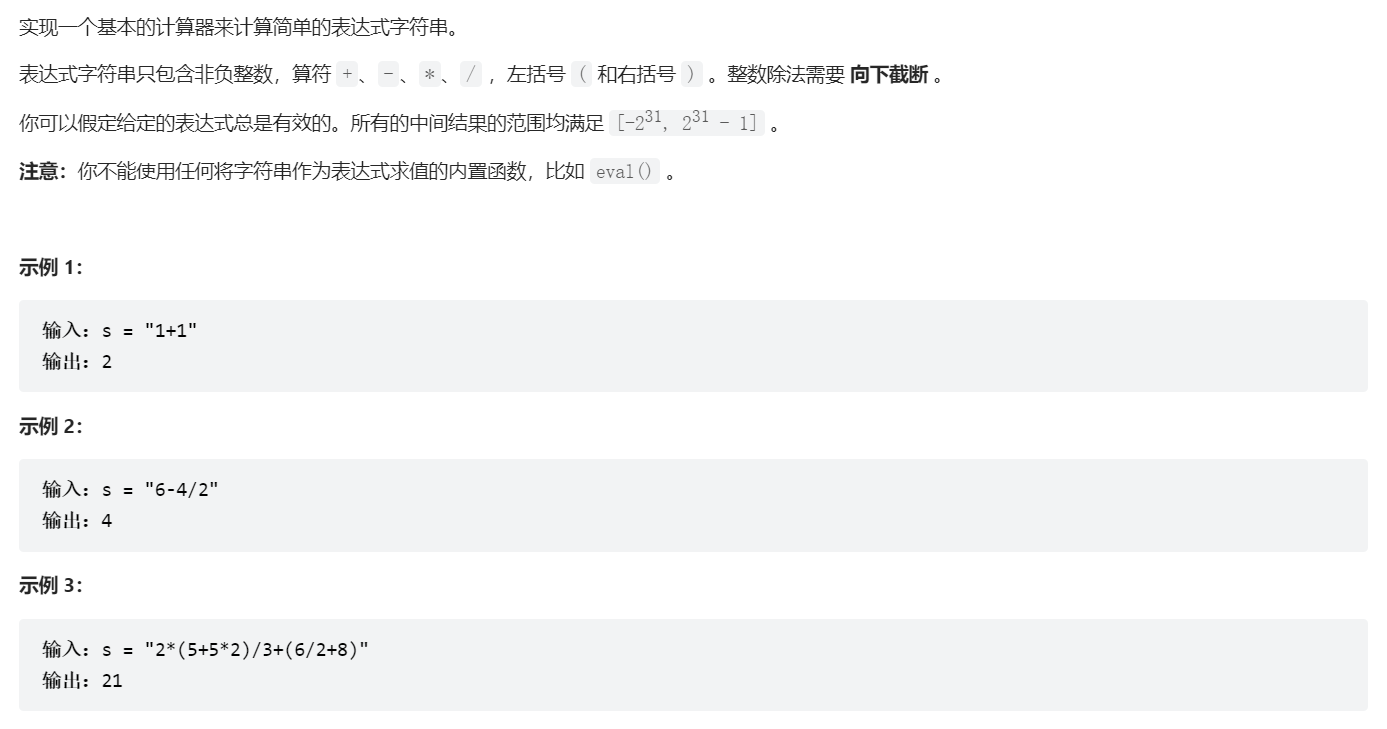 实现一个基本的计算器来计算简单的表达式字符串。
表达式字符串只包含非负整数，算符 +、-、*、/ ，左括号 ( 和右括号 ) 。整数除法需要 向下截断 。
你可以假定给定的表达式总是有效的。所有的中间结果的范围均满足 [-2³¹, 2³¹ - 1] 。
注意：你不能使用任何将字符串作为表达式求值的内置函数，比如 eval() 。
示例 1：
输入：s = "1+1"
输出：2
示例 2：
输入：s = "6-4/2"
输出：4
示例 3：
输入：s = "2*(5+5*2)/3+(6/2+8)"
输出：21